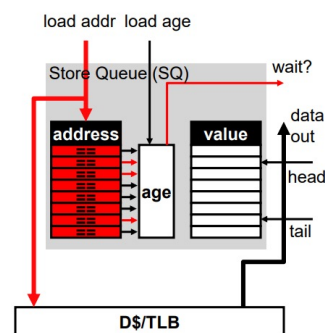 load addr load age
Store Queue (SQ)
wait?
address value
data
out
== ==
== ==
== ==
== ==
== ==
== ==
== ==
== ==
age
head
tail
D$/TLB